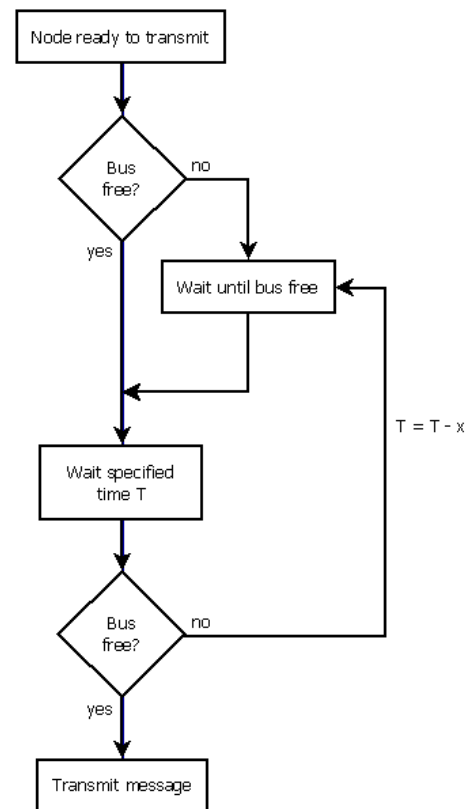 Node ready to transmit
Bus
free?
no
yes
Wait until bus free
T = T - x
Wait specified
time T
Bus
free?
no
yes
Transmit message